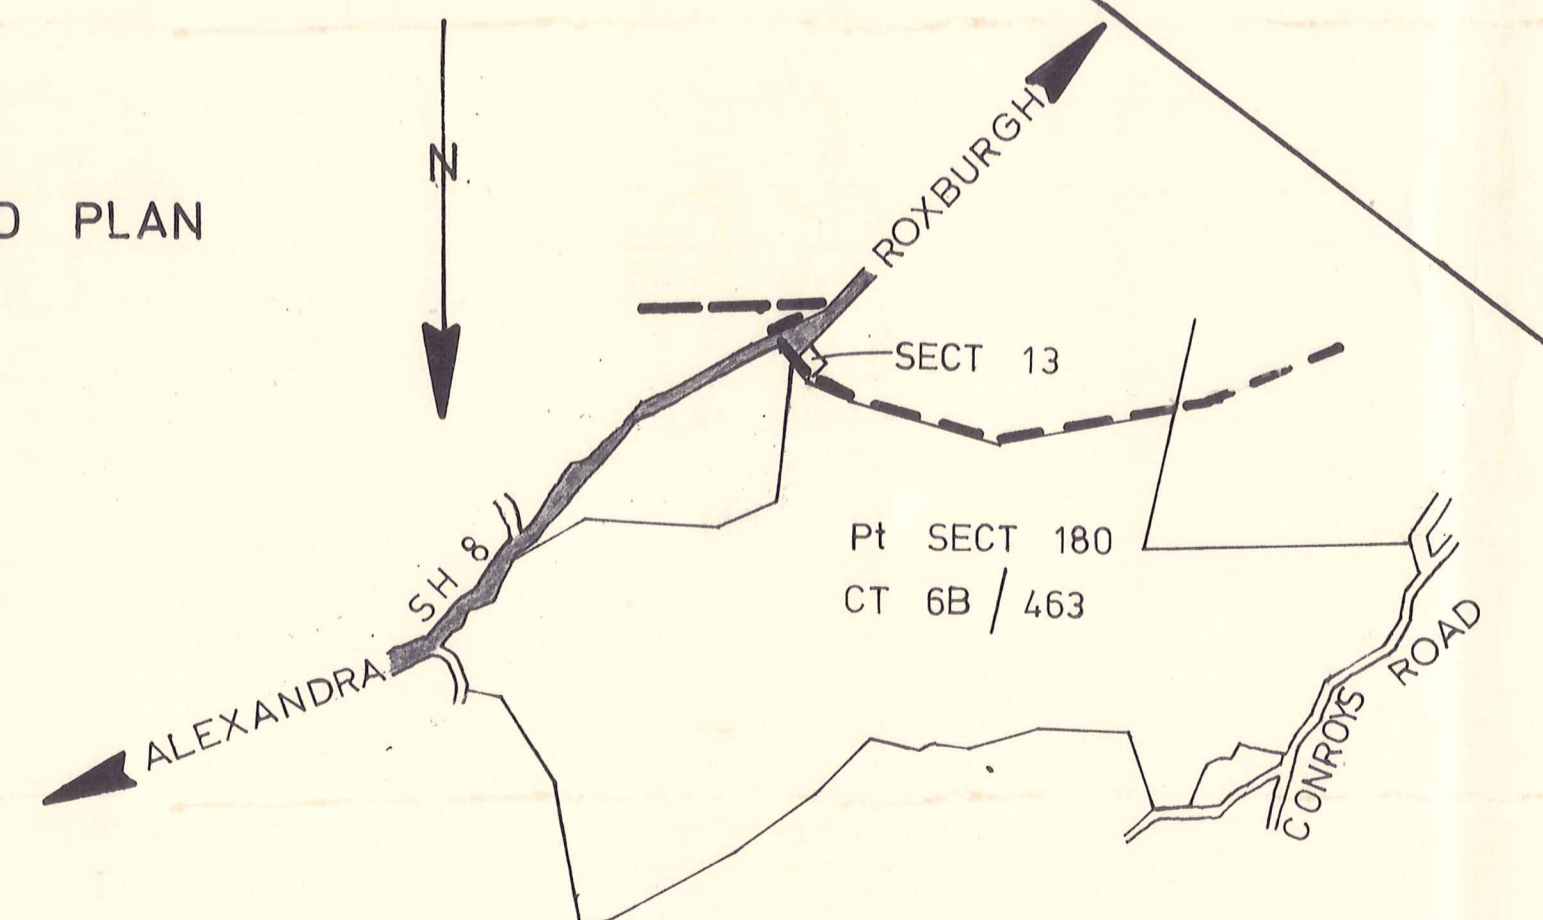 N
PLAN
ROXBURGH
SECT 13
Pt SECT 180
CT 6B / 463
SH 8
ALEXANDRA
CONROYS ROAD